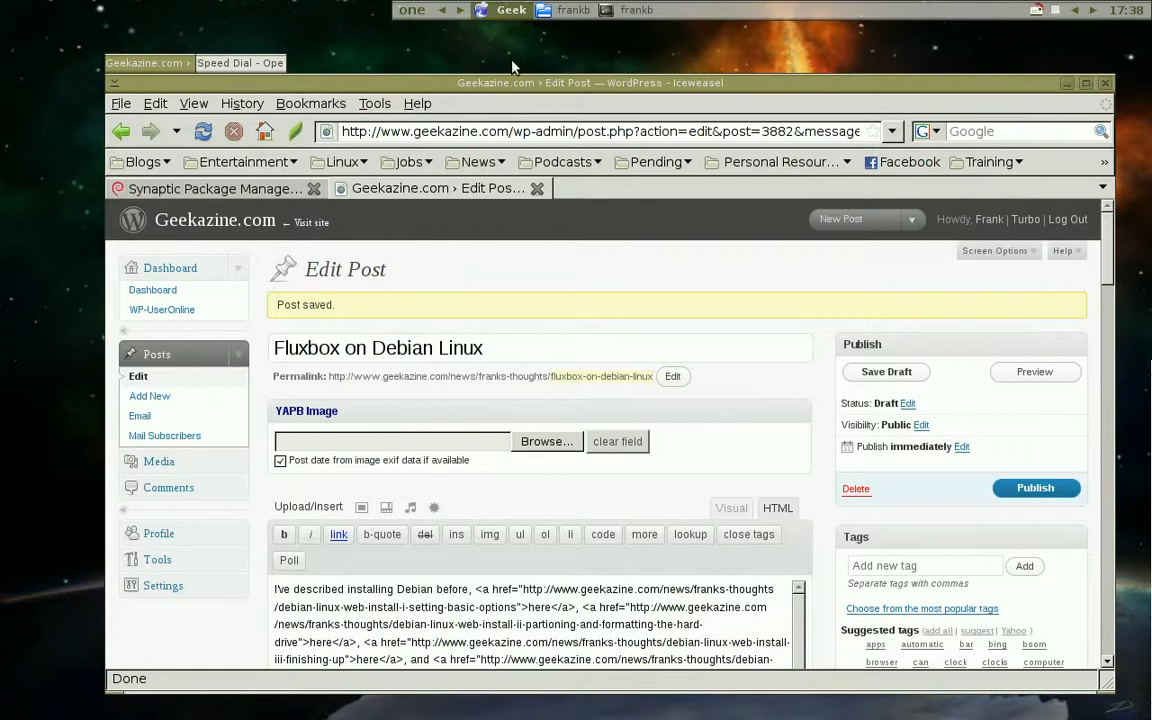 one Geek frankb frankb 17:38
Geekazine.com › Speed Dial - Ope
Geekazine.com › Edit Post — WordPress - Iceweasel
File Edit View History Bookmarks Tools Help
http://www.geekazine.com/wp-admin/post.php?action=edit&post=3882&message Google
Blogs Entertainment Linux Jobs News Podcasts Pending Personal Resour... Facebook Training »
Synaptic Package Manage... Geekazine.com › Edit Pos...
Geekazine.com ← Visit site New Post Howdy, Frank | Turbo | Log Out
Screen Options Help
Dashboard
Dashboard
WP-UserOnline
Posts
Edit
Add New
Email
Mail Subscribers
Media
Comments
Profile
Tools
Settings
Edit Post
Post saved.
Fluxbox on Debian Linux
Permalink: http://www.geekazine.com/news/franks-thoughts/fluxbox-on-debian-linux Edit
YAPB Image
Browse... clear field
Post date from image exif data if available
Upload/Insert Visual HTML
b i link b-quote del ins img ul ol li code more lookup close tags
Poll
I've described installing Debian before, <a href="http://www.geekazine.com/news/franks-thoughts
/debian-linux-web-install-i-setting-basic-options">here</a>, <a href="http://www.geekazine.com
/news/franks-thoughts/debian-linux-web-install-ii-partioning-and-formatting-the-hard-
drive">here</a>, <a href="http://www.geekazine.com/news/franks-thoughts/debian-linux-web-install-
iii-finishing-up">here</a>, and <a href="http://www.geekazine.com/news/franks-thoughts/debian-
Publish
Save Draft Preview
Status: Draft Edit
Visibility: Public Edit
Publish immediately Edit
Delete Publish
Tags
Add new tag Add
Separate tags with commas
Choose from the most popular tags
Suggested tags (add all | suggest | Yahoo )
apps automatic bar bing boom
browser can clock clocks computer
Done